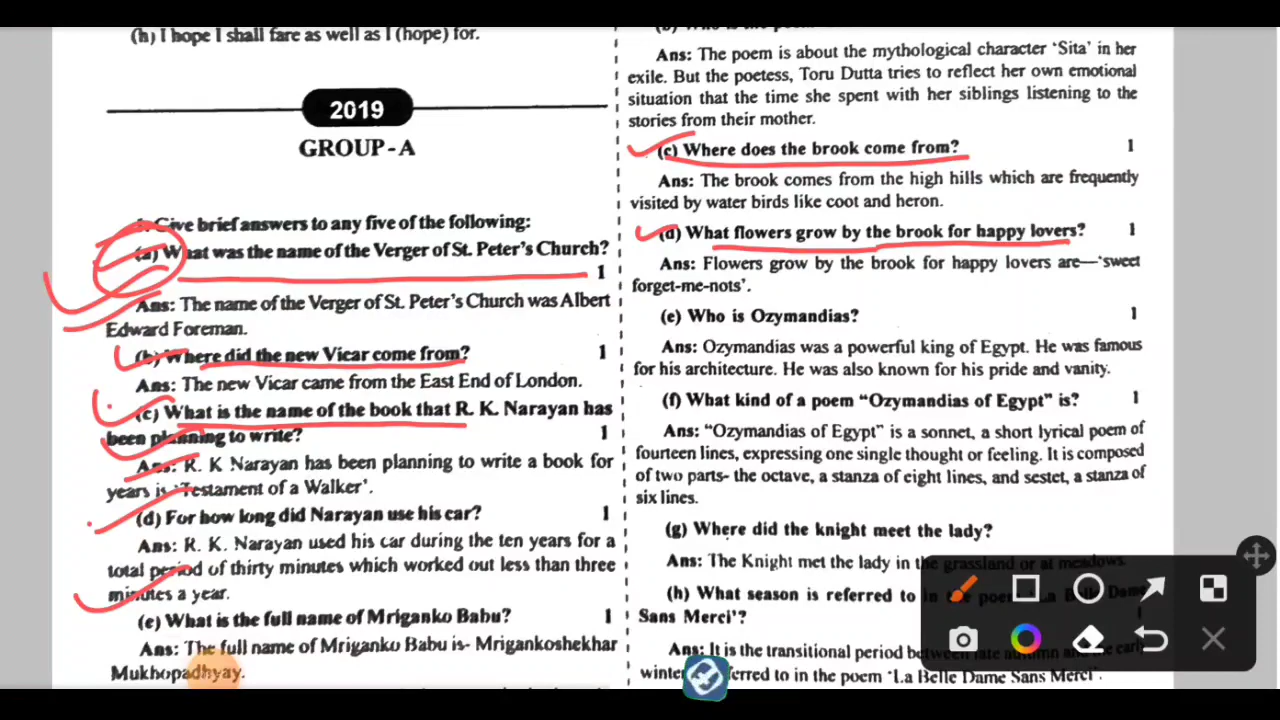 (h) I hope I shall fare as well as I (hope) for.
2019
GROUP-A
Give brief answers to any five of the following:
(a) What was the name of the Verger of St. Peter's Church?
1
Ans: The name of the Verger of St. Peter's Church was Albert
Edward Foreman.
(b) Where did the new Vicar come from? 1
Ans: The new Vicar came from the East End of London.
(c) What is the name of the book that R. K. Narayan has
been planning to write? 1
Ans: R. K Narayan has been planning to write a book for
years is 'Testament of a Walker'.
(d) For how long did Narayan use his car? 1
Ans: R. K. Narayan used his car during the ten years for a
total period of thirty minutes which worked out less than three
minutes a year.
(e) What is the full name of Mriganko Babu? 1
Ans: The full name of Mriganko Babu is- Mrigankoshekhar
Mukhopadhyay.
Ans: The poem is about the mythological character 'Sita' in her
exile. But the poetess, Toru Dutta tries to reflect her own emotional
situation that the time she spent with her siblings listening to the
stories from their mother.
(c) Where does the brook come from? 1
Ans: The brook comes from the high hills which are frequently
visited by water birds like coot and heron.
(d) What flowers grow by the brook for happy lovers? 1
Ans: Flowers grow by the brook for happy lovers are—'sweet
forget-me-nots'.
(e) Who is Ozymandias? 1
Ans: Ozymandias was a powerful king of Egypt. He was famous
for his architecture. He was also known for his pride and vanity.
(f) What kind of a poem "Ozymandias of Egypt" is? 1
Ans: "Ozymandias of Egypt" is a sonnet, a short lyrical poem of
fourteen lines, expressing one single thought or feeling. It is composed
of two parts- the octave, a stanza of eight lines, and sestet, a stanza of
six lines.
(g) Where did the knight meet the lady?
Ans: The Knight met the lady in the grassland or at meadows.
(h) What season is referred to in the poem 'La Belle Dame
Sans Merci'? 1
Ans: It is the transitional period between late autumn and the early
winter referred to in the poem 'La Belle Dame Sans Merci'.